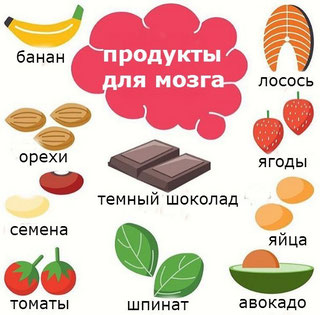 продукты
для мозга
банан
лосось
орехи
ягоды
темный шоколад
семена
яйца
томаты
шпинат
авокадо